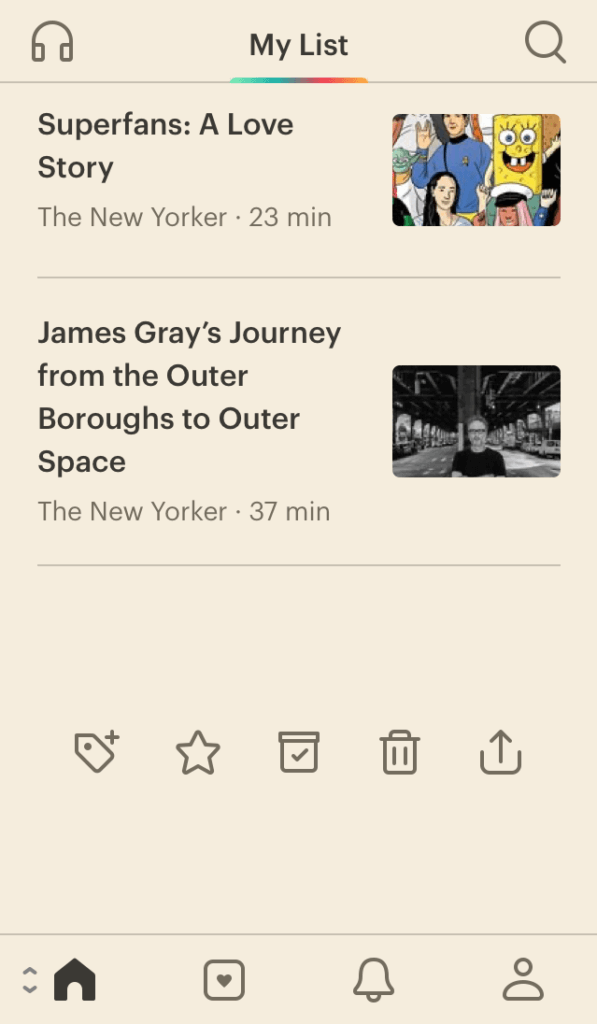 My List
Superfans: A Love
Story
The New Yorker · 23 min
James Gray’s Journey
from the Outer
Boroughs to Outer
Space
The New Yorker · 37 min